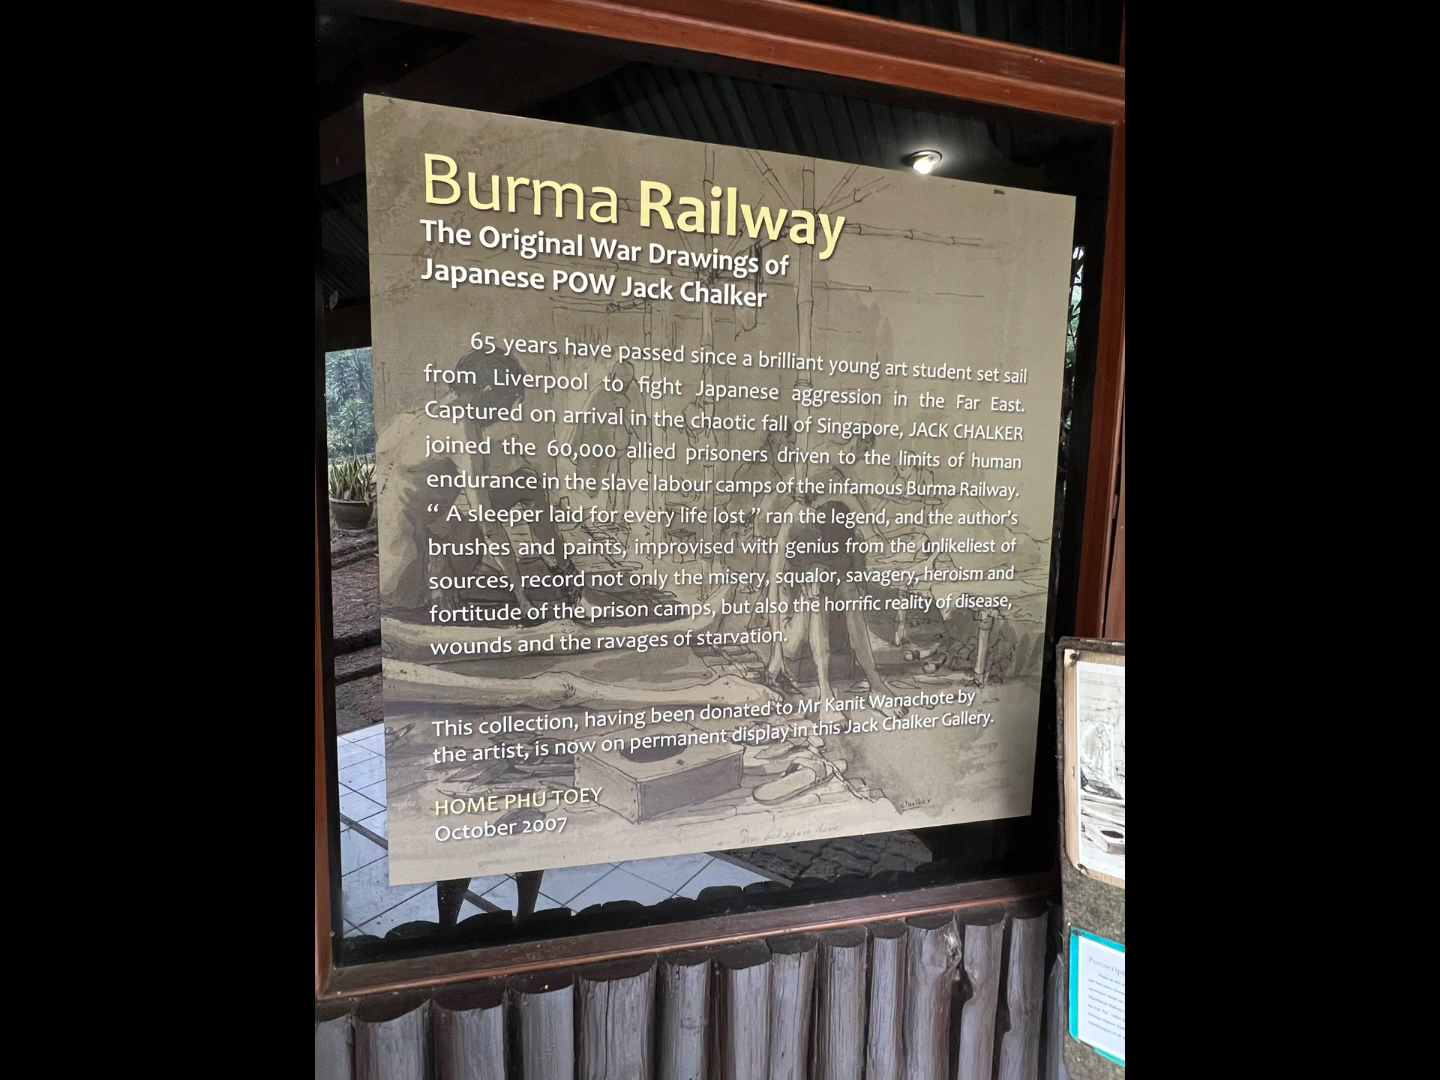 Burma Railway
The Original War Drawings of
Japanese POW Jack Chalker
65 years have passed since a brilliant young art student set sail
from Liverpool to fight Japanese aggression in the Far East.
Captured on arrival in the chaotic fall of Singapore, JACK CHALKER
joined the 60,000 allied prisoners driven to the limits of human
endurance in the slave labour camps of the infamous Burma Railway.
“ A sleeper laid for every life lost ” ran the legend, and the author's
brushes and paints, improvised with genius from the unlikeliest of
sources, record not only the misery, squalor, savagery, heroism and
fortitude of the prison camps, but also the horrific reality of disease,
wounds and the ravages of starvation.
This collection, having been donated to Mr Kanit Wanachote by
the artist, is now on permanent display in this Jack Chalker Gallery.
chalker
HOME PHU TOEY
October 2007